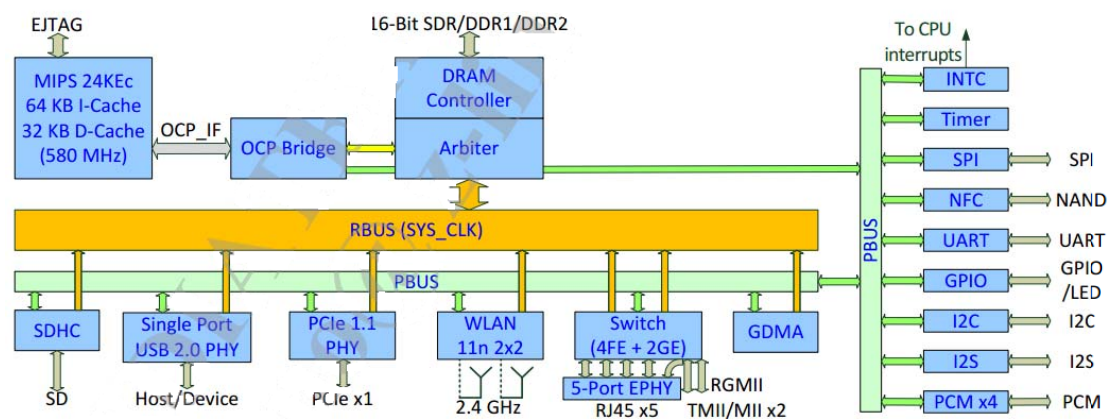 EJTAG
16-Bit SDR/DDR1/DDR2
To CPU
interrupts
MIPS 24KEc
64 KB I-Cache
32 KB D-Cache
(580 MHz)
OCP_IF
OCP Bridge
DRAM
Controller
Arbiter
RBUS (SYS_CLK)
PBUS
SDHC
Single Port
USB 2.0 PHY
PCIe 1.1
PHY
WLAN
11n 2x2
Switch
(4FE + 2GE)
GDMA
5-Port EPHY
SD
Host/Device
PCIe x1
2.4 GHz
RJ45 x5
RGMII
TMII/MII x2
PBUS
INTC
Timer
SPI
SPI
NFC
NAND
UART
UART
GPIO
GPIO
/LED
I2C
I2C
I2S
I2S
PCM x4
PCM